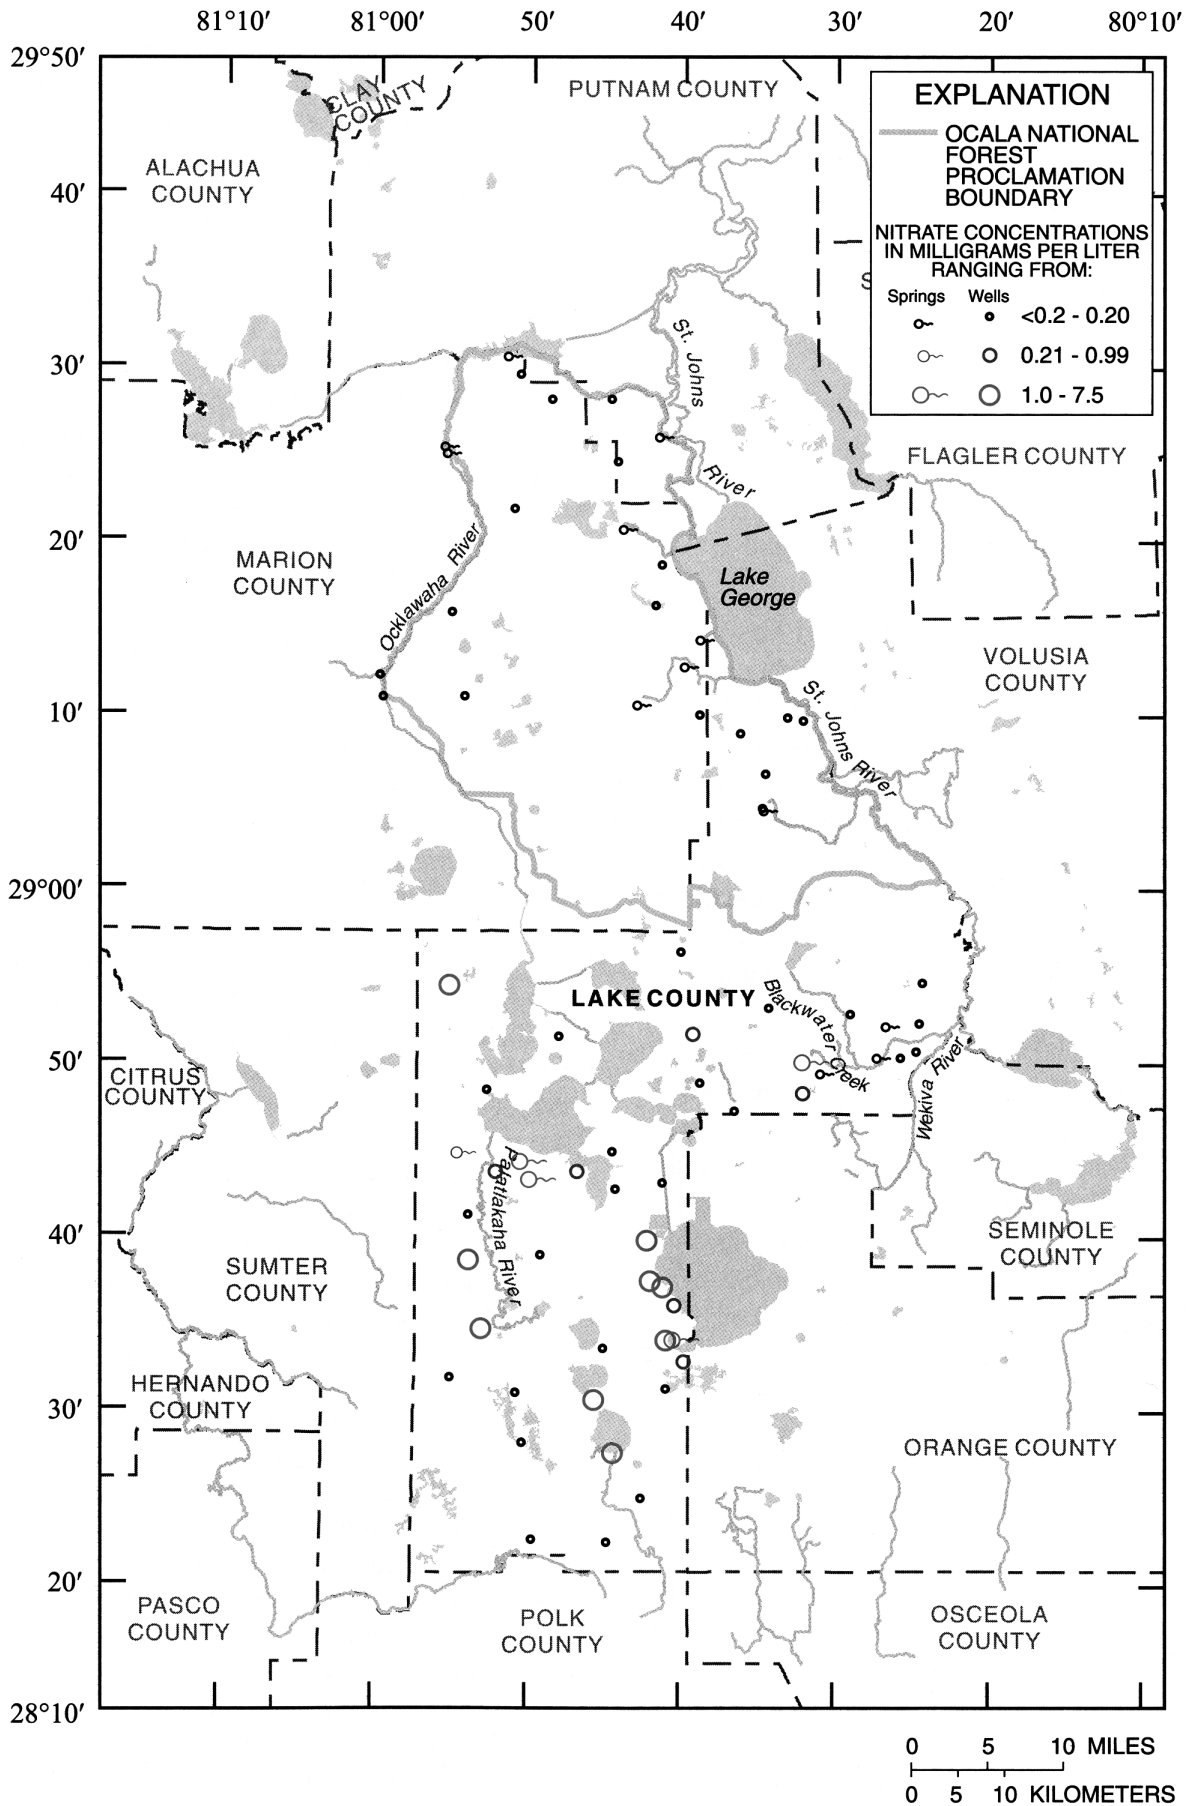 81°10′ 81°00′ 50′ 40′ 30′ 20′ 80°10′
29°50′
CLAY
COUNTY
PUTNAM COUNTY
EXPLANATION
OCALA NATIONAL
FOREST
PROCLAMATION
BOUNDARY
ALACHUA
COUNTY
40′
NITRATE CONCENTRATIONS
IN MILLIGRAMS PER LITER
RANGING FROM:
S
Springs Wells
<0.2 - 0.20
0.21 - 0.99
1.0 - 7.5
St. Johns
River
30′
FLAGLER COUNTY
20′
MARION
COUNTY
Ocklawaha River
Lake
George
VOLUSIA
COUNTY
10′
St. Johns River
29°00′
LAKE COUNTY
Blackwater
Creek
50′
CITRUS
COUNTY
Wekiva River
Palatlakaha River
40′
SEMINOLE
COUNTY
SUMTER
COUNTY
HERNANDO
COUNTY
30′
ORANGE COUNTY
20′
PASCO
COUNTY
POLK
COUNTY
OSCEOLA
COUNTY
28°10′
0 5 10 MILES
0 5 10 KILOMETERS